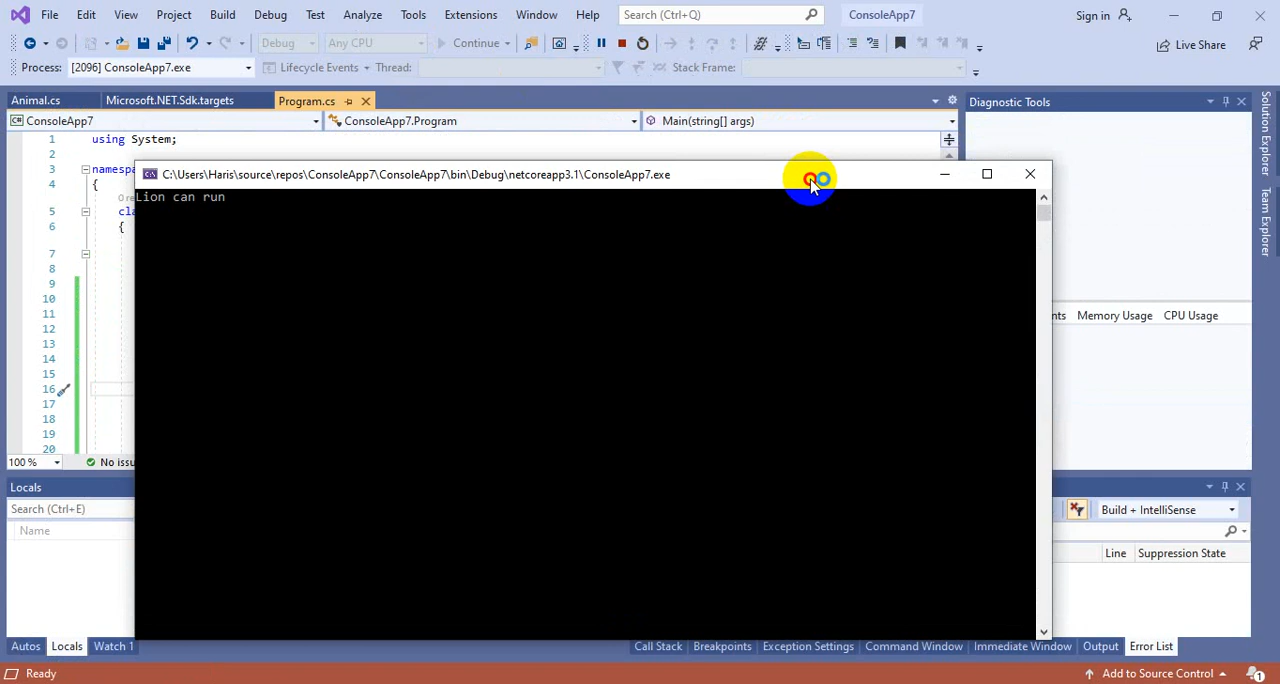 File Edit View Project Build Debug Test Analyze Tools Extensions Window Help Search (Ctrl+Q) ConsoleApp7 Sign in
Debug Any CPU Continue Live Share
Process: [2096] ConsoleApp7.exe Lifecycle Events Thread: Stack Frame:
Animal.cs Microsoft.NET.Sdk.targets Program.cs Diagnostic Tools
C# ConsoleApp7 ConsoleApp7.Program Main(string[] args)
Solution Explorer
Team Explorer
1 using System;
2
3 namespac
C:\Users\Haris\source\repos\ConsoleApp7\ConsoleApp7\bin\Debug\netcoreapp3.1\ConsoleApp7.exe
4 {
Lion can run
0 re
5 cla
6 {
7
8
9
10
11
12
13
14
15
16
17
18
19
20
nts Memory Usage CPU Usage
100 % No issu
Locals
Search (Ctrl+E) Build + IntelliSense
Name
Line Suppression State
Autos Locals Watch 1 Call Stack Breakpoints Exception Settings Command Window Immediate Window Output Error List
Ready Add to Source Control 1